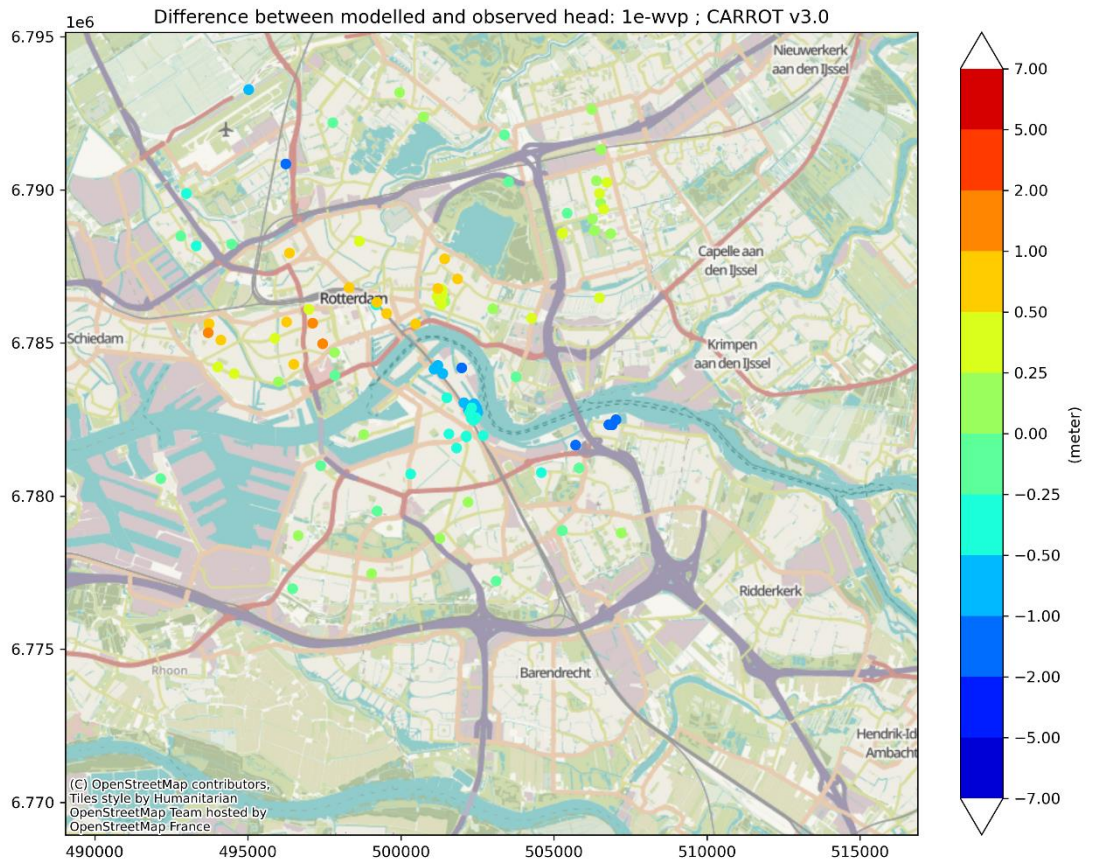 Difference between modelled and observed head: 1e-wvp ; CARROT v3.0
1e6
6.795
6.790
6.785
6.780
6.775
6.770
490000
495000
500000
505000
510000
515000
Nieuwerkerk
aan den IJssel
Capelle aan
den IJssel
Rotterdam
Schiedam
Krimpen
aan den IJssel
Ridderkerk
Rhoon
Barendrecht
Hendrik-Id
Ambacht
(C) OpenStreetMap contributors,
Tiles style by Humanitarian
OpenStreetMap Team hosted by
OpenStreetMap France
7.00
5.00
2.00
1.00
0.50
0.25
0.00
−0.25
−0.50
−1.00
−2.00
−5.00
−7.00
(meter)